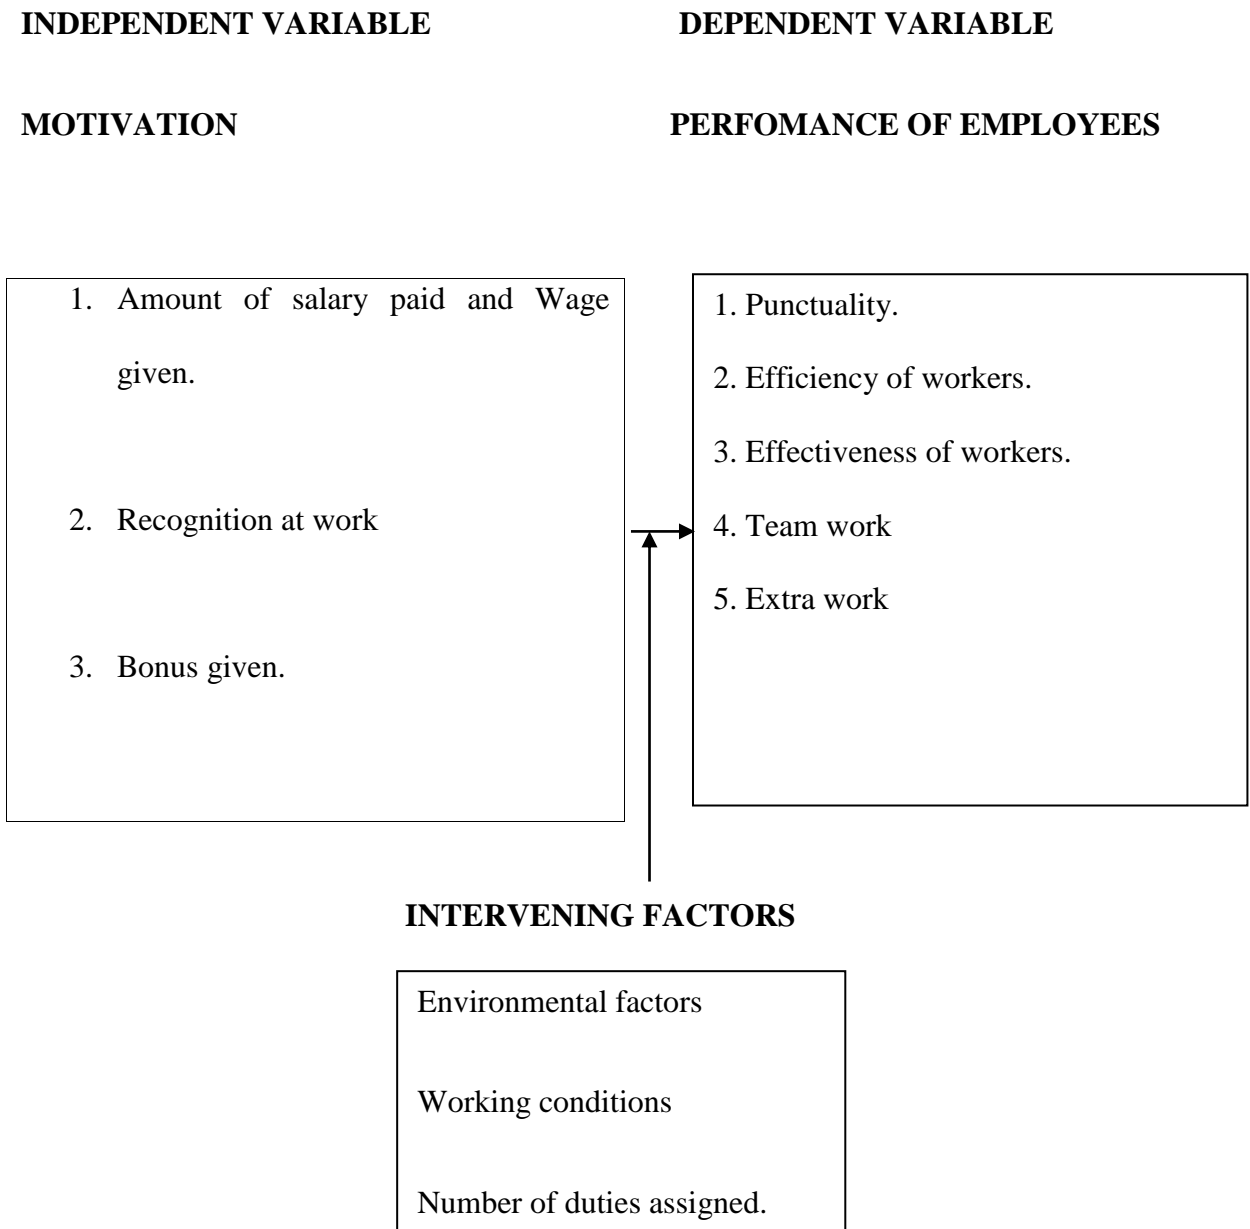 INDEPENDENT VARIABLE
DEPENDENT VARIABLE
MOTIVATION
PERFOMANCE OF EMPLOYEES
1. Amount of salary paid and Wage
given.
2. Recognition at work
3. Bonus given.
1. Punctuality.
2. Efficiency of workers.
3. Effectiveness of workers.
4. Team work
5. Extra work
INTERVENING FACTORS
Environmental factors
Working conditions
Number of duties assigned.